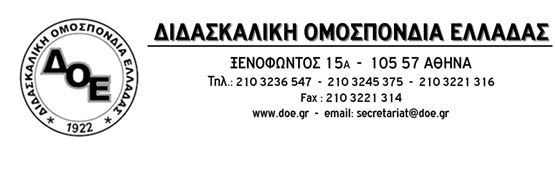 ΔΙΔΑΣΚΑΛΙΚΗ ΟΜΟΣΠΟΝΔΙΑ ΕΛΛΑΔΑΣ
ΔΟΕ
* 1922 *
ΔΙΔΑΣΚΑΛΙΚΗ ΟΜΟΣΠΟΝΔΙΑ ΕΛΛΑΔΑΣ
ΞΕΝΟΦΩΝΤΟΣ 15Α - 105 57 ΑΘΗΝΑ
Τηλ.: 210 3236 547 - 210 3245 375 - 210 3221 316
Fax : 210 3221 314
www.doe.gr - email: secretariat@doe.gr